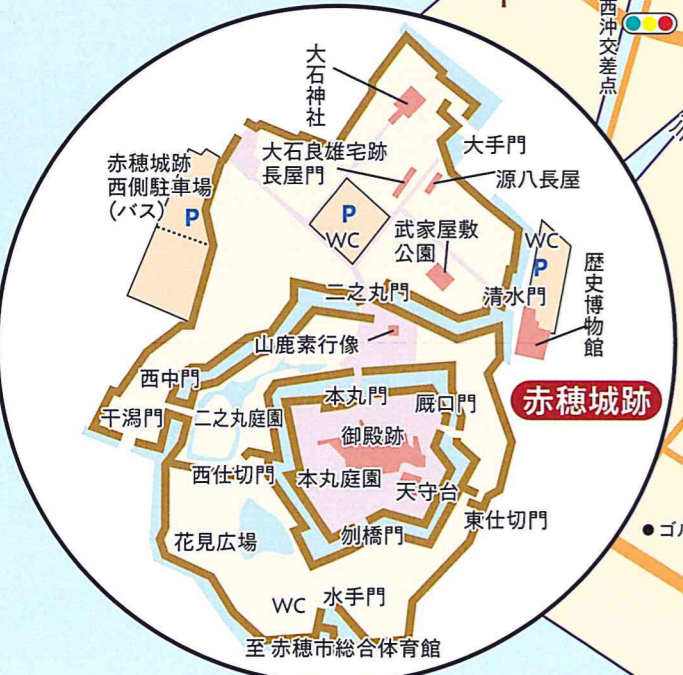 西沖交差点
大石神社
大手門
赤穂城跡
西側駐車場
(バス)
P
大石良雄宅跡
長屋門
源八長屋
P
WC
武家屋敷
公園
WC
P
歴史博物館
二之丸門
清水門
山鹿素行像
西中門
干潟門
二之丸庭園
本丸門
厩口門
赤穂城跡
御殿跡
西仕切門
本丸庭園
天守台
東仕切門
花見広場
刎橋門
●ゴル
WC
水手門
至 赤穂市総合体育館